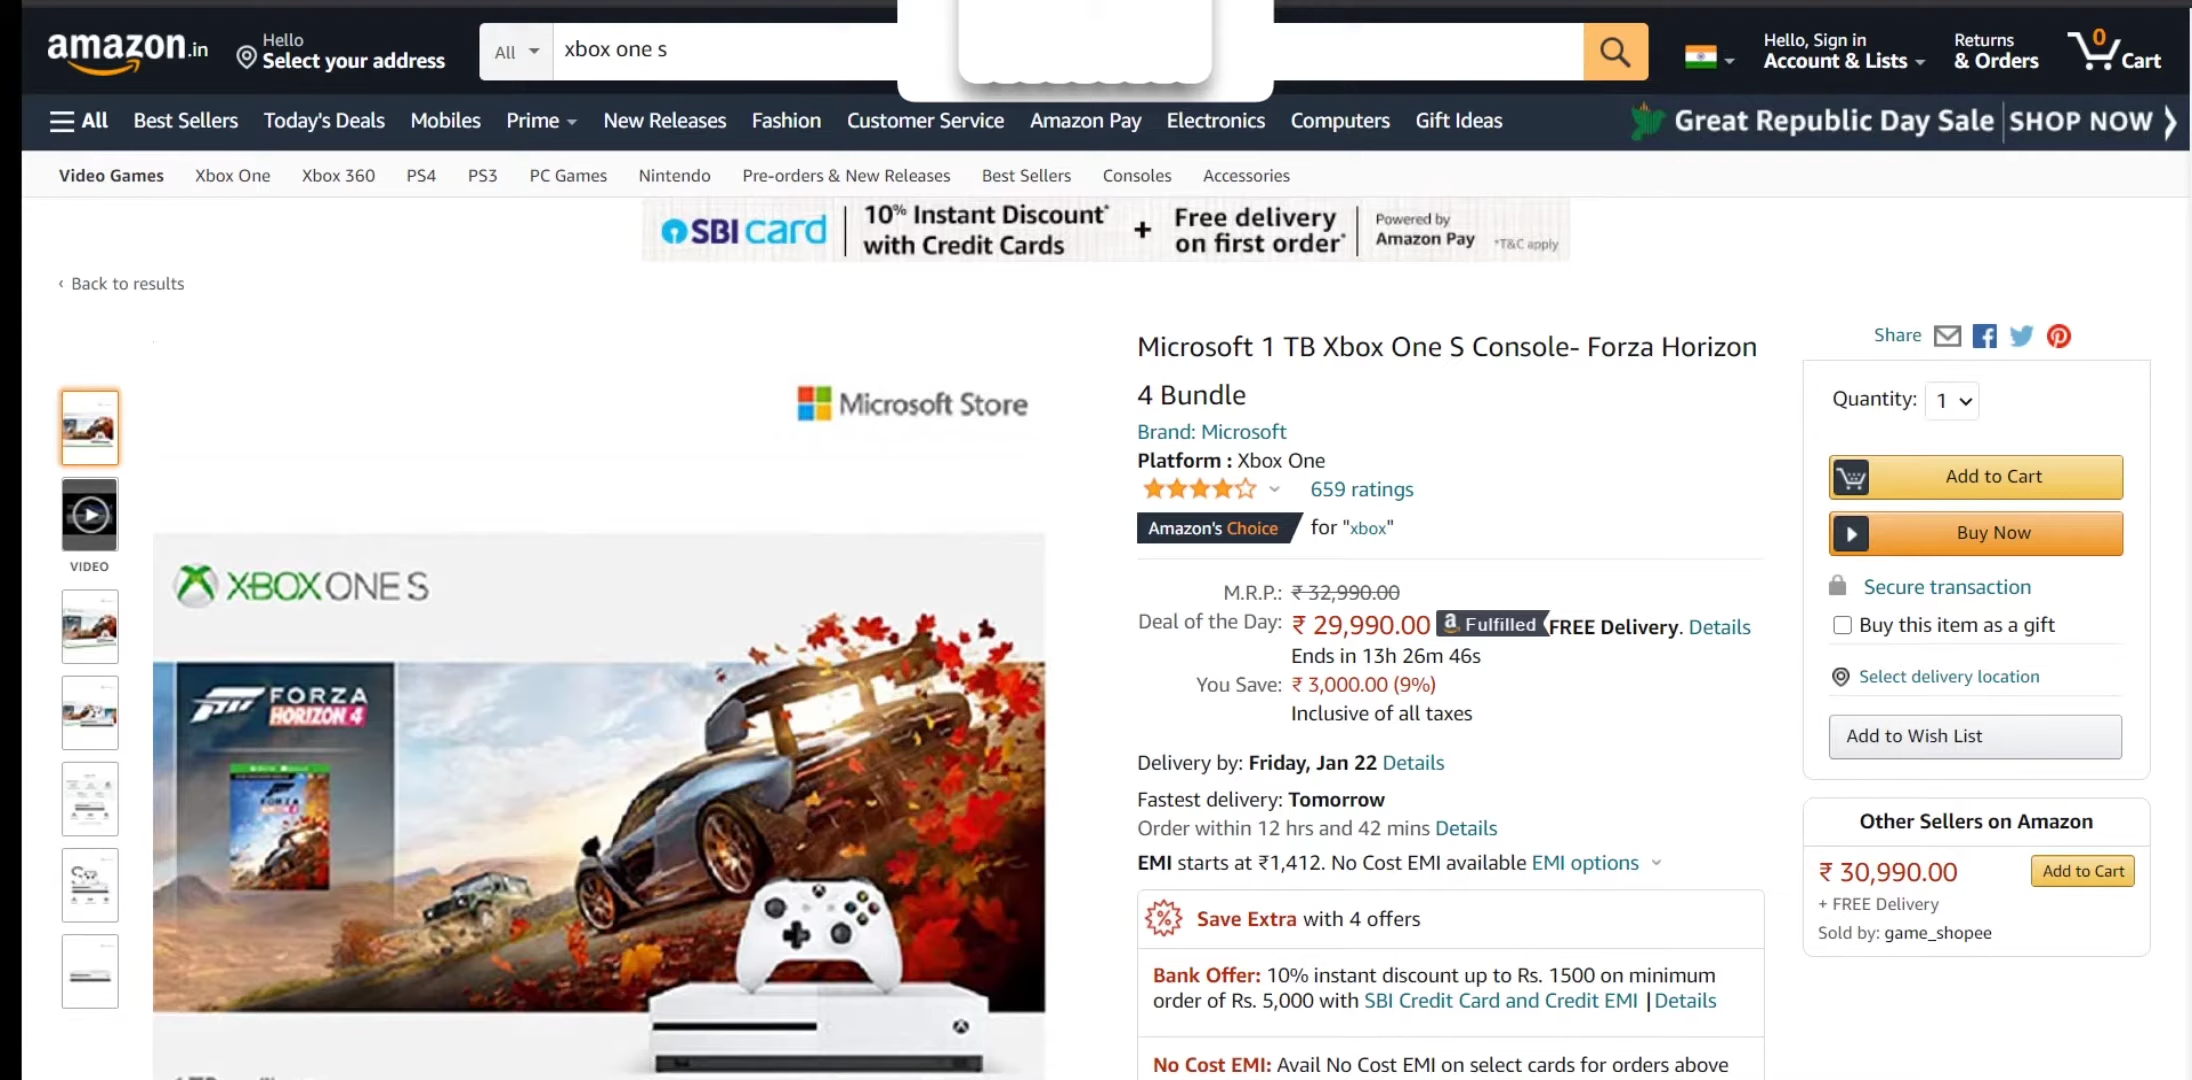 amazon.in
Hello
Select your address
All
xbox one s
Hello, Sign in
Account & Lists
Returns
& Orders
0
Cart
All Best Sellers Today's Deals Mobiles Prime New Releases Fashion Customer Service Amazon Pay Electronics Computers Gift Ideas
Great Republic Day Sale SHOP NOW
Video Games Xbox One Xbox 360 PS4 PS3 PC Games Nintendo Pre-orders & New Releases Best Sellers Consoles Accessories
SBI card
10% Instant Discount*
with Credit Cards
+
Free delivery
on first order*
Powered by
Amazon Pay
*T&C apply
‹ Back to results
VIDEO
Microsoft Store
XBOX ONE S
FORZA
HORIZON 4
Microsoft 1 TB Xbox One S Console- Forza Horizon
4 Bundle
Brand: Microsoft
Platform : Xbox One
659 ratings
Amazon's Choice for "xbox"
M.R.P.: ₹ 32,990.00
Deal of the Day: ₹ 29,990.00 a Fulfilled FREE Delivery. Details
Ends in 13h 26m 46s
You Save: ₹ 3,000.00 (9%)
Inclusive of all taxes
Delivery by: Friday, Jan 22 Details
Fastest delivery: Tomorrow
Order within 12 hrs and 42 mins Details
EMI starts at ₹1,412. No Cost EMI available EMI options
% Save Extra with 4 offers
Bank Offer: 10% instant discount up to Rs. 1500 on minimum
order of Rs. 5,000 with SBI Credit Card and Credit EMI | Details
No Cost EMI: Avail No Cost EMI on select cards for orders above
Share
Quantity: 1
Add to Cart
Buy Now
Secure transaction
Buy this item as a gift
Select delivery location
Add to Wish List
Other Sellers on Amazon
₹ 30,990.00 Add to Cart
+ FREE Delivery
Sold by: game_shopee